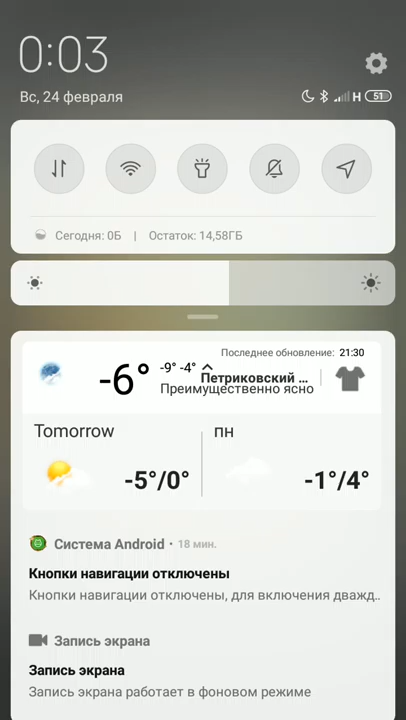 0:03
Вс, 24 февраля
H 51
Сегодня: 0Б | Остаток: 14,58ГБ
Последнее обновление: 21:30
-6° -9° -4°
Петриковский ...
Преимущественно ясно
Tomorrow
-5°/0°
пн
-1°/4°
Система Android • 18 мин.
Кнопки навигации отключены
Кнопки навигации отключены, для включения дважд..
Запись экрана
Запись экрана
Запись экрана работает в фоновом режиме